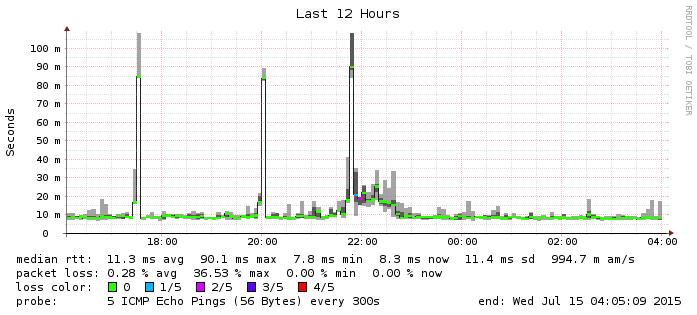 Last 12 Hours
RRDTOOL / TOBI OETIKER
Seconds
100 m
90 m
80 m
70 m
60 m
50 m
40 m
30 m
20 m
10 m
0
18:00 20:00 22:00 00:00 02:00 04:00
median rtt: 11.3 ms avg 90.1 ms max 7.8 ms min 8.3 ms now 11.4 ms sd 994.7 m am/s
packet loss: 0.28 % avg 36.53 % max 0.00 % min 0.00 % now
loss color: 0 1/5 2/5 3/5 4/5
probe: 5 ICMP Echo Pings (56 Bytes) every 300s end: Wed Jul 15 04:05:09 2015